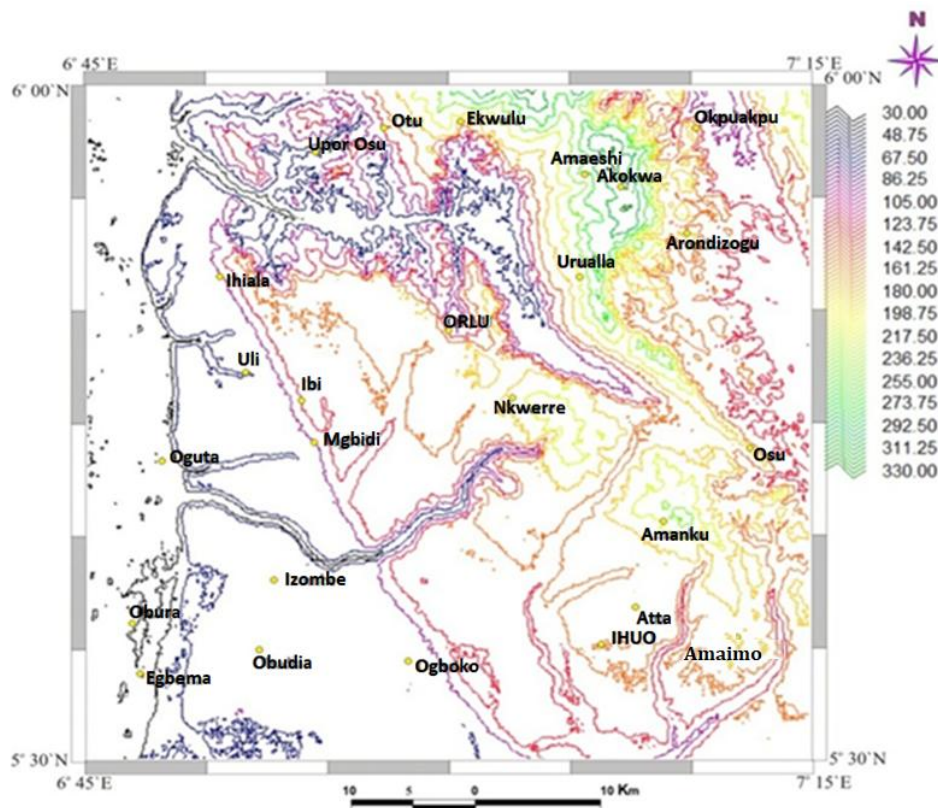 N
6° 45´E
7° 15´E
6° 00´N
6° 00´N
30.00
48.75
67.50
86.25
105.00
123.75
142.50
161.25
180.00
198.75
217.50
236.25
255.00
273.75
292.50
311.25
330.00
Otu
Ekwulu
Okpuakpu
Upor Osu
Amaeshi
Akokwa
Arondizogu
Urualla
Ihiala
ORLU
Uli
Ibi
Nkwerre
Mgbidi
Oguta
Osu
Amanku
Izombe
Obura
Atta
IHUO
Amaimo
Obudia
Ogboko
Egbema
5° 30´N
5° 30´N
6° 45´E
7° 15´E
10 5 0 10 Km